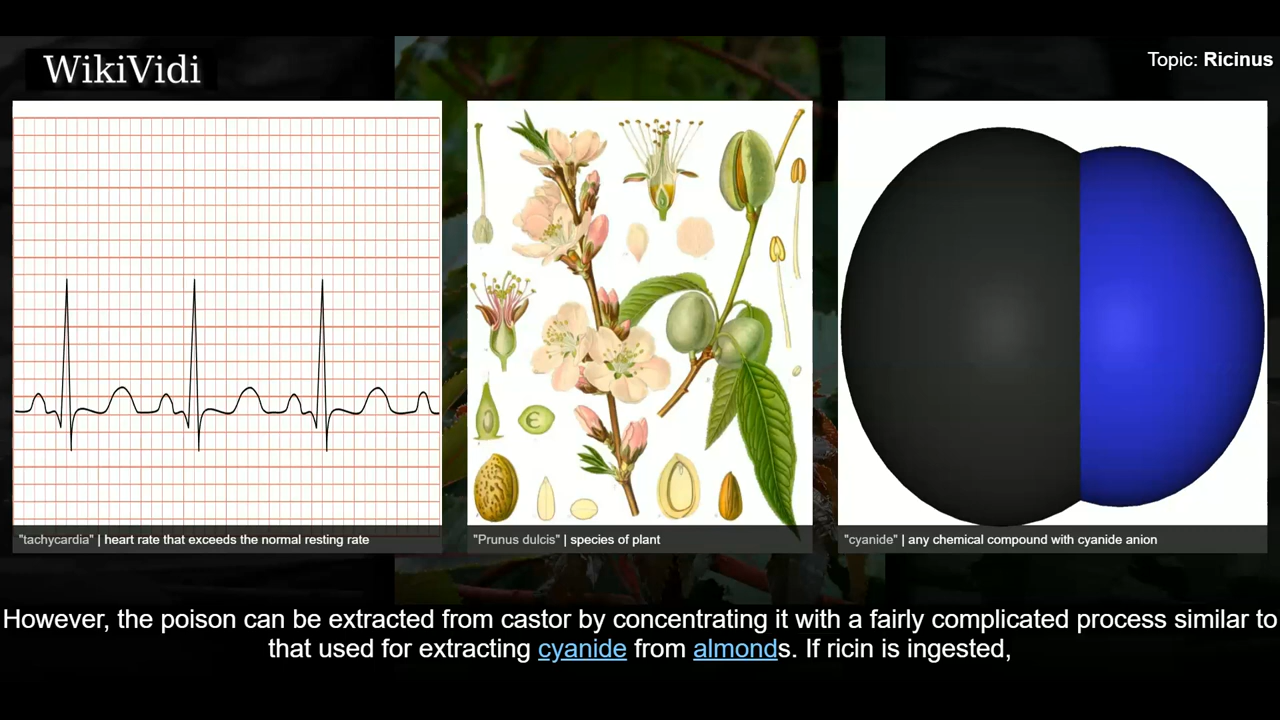 WikiVidi
Topic: Ricinus
"tachycardia" | heart rate that exceeds the normal resting rate
"Prunus dulcis" | species of plant
"cyanide" | any chemical compound with cyanide anion
However, the poison can be extracted from castor by concentrating it with a fairly complicated process similar to
that used for extracting cyanide from almonds. If ricin is ingested,